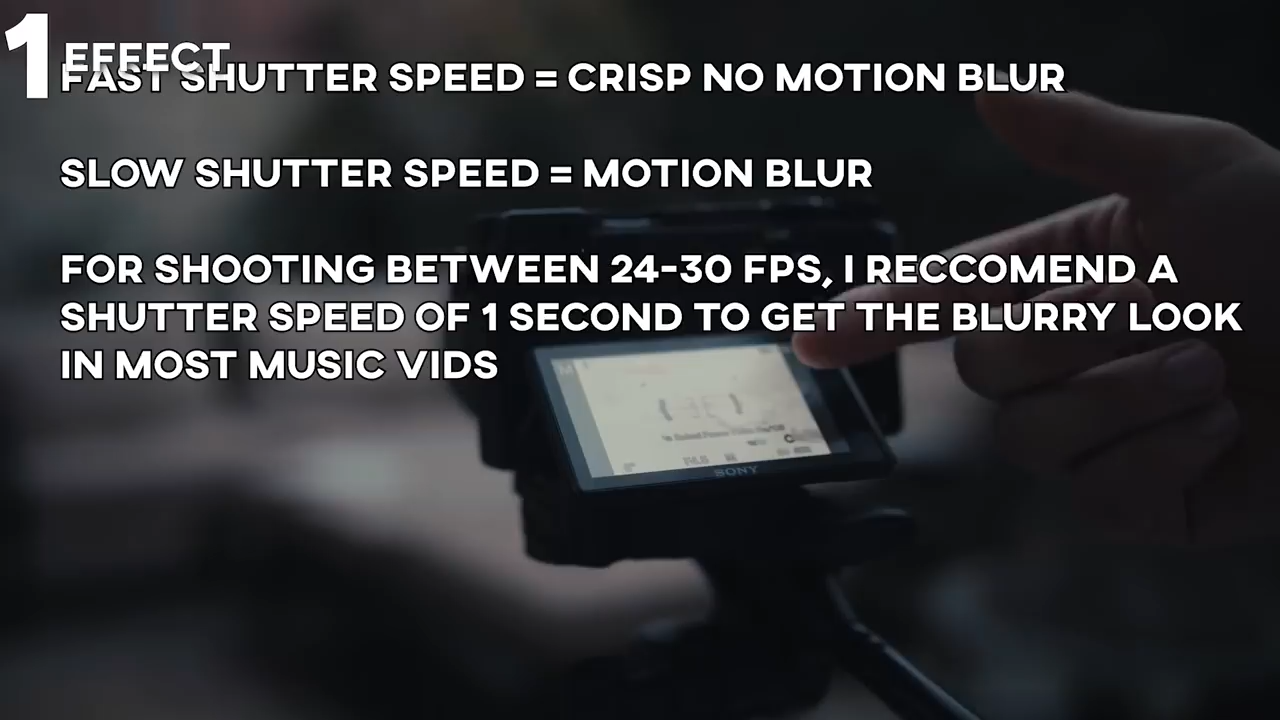 1
EFFECT
FAST SHUTTER SPEED = CRISP NO MOTION BLUR
SLOW SHUTTER SPEED = MOTION BLUR
FOR SHOOTING BETWEEN 24-30 FPS, I RECCOMEND A
SHUTTER SPEED OF 1 SECOND TO GET THE BLURRY LOOK
IN MOST MUSIC VIDS
SONY